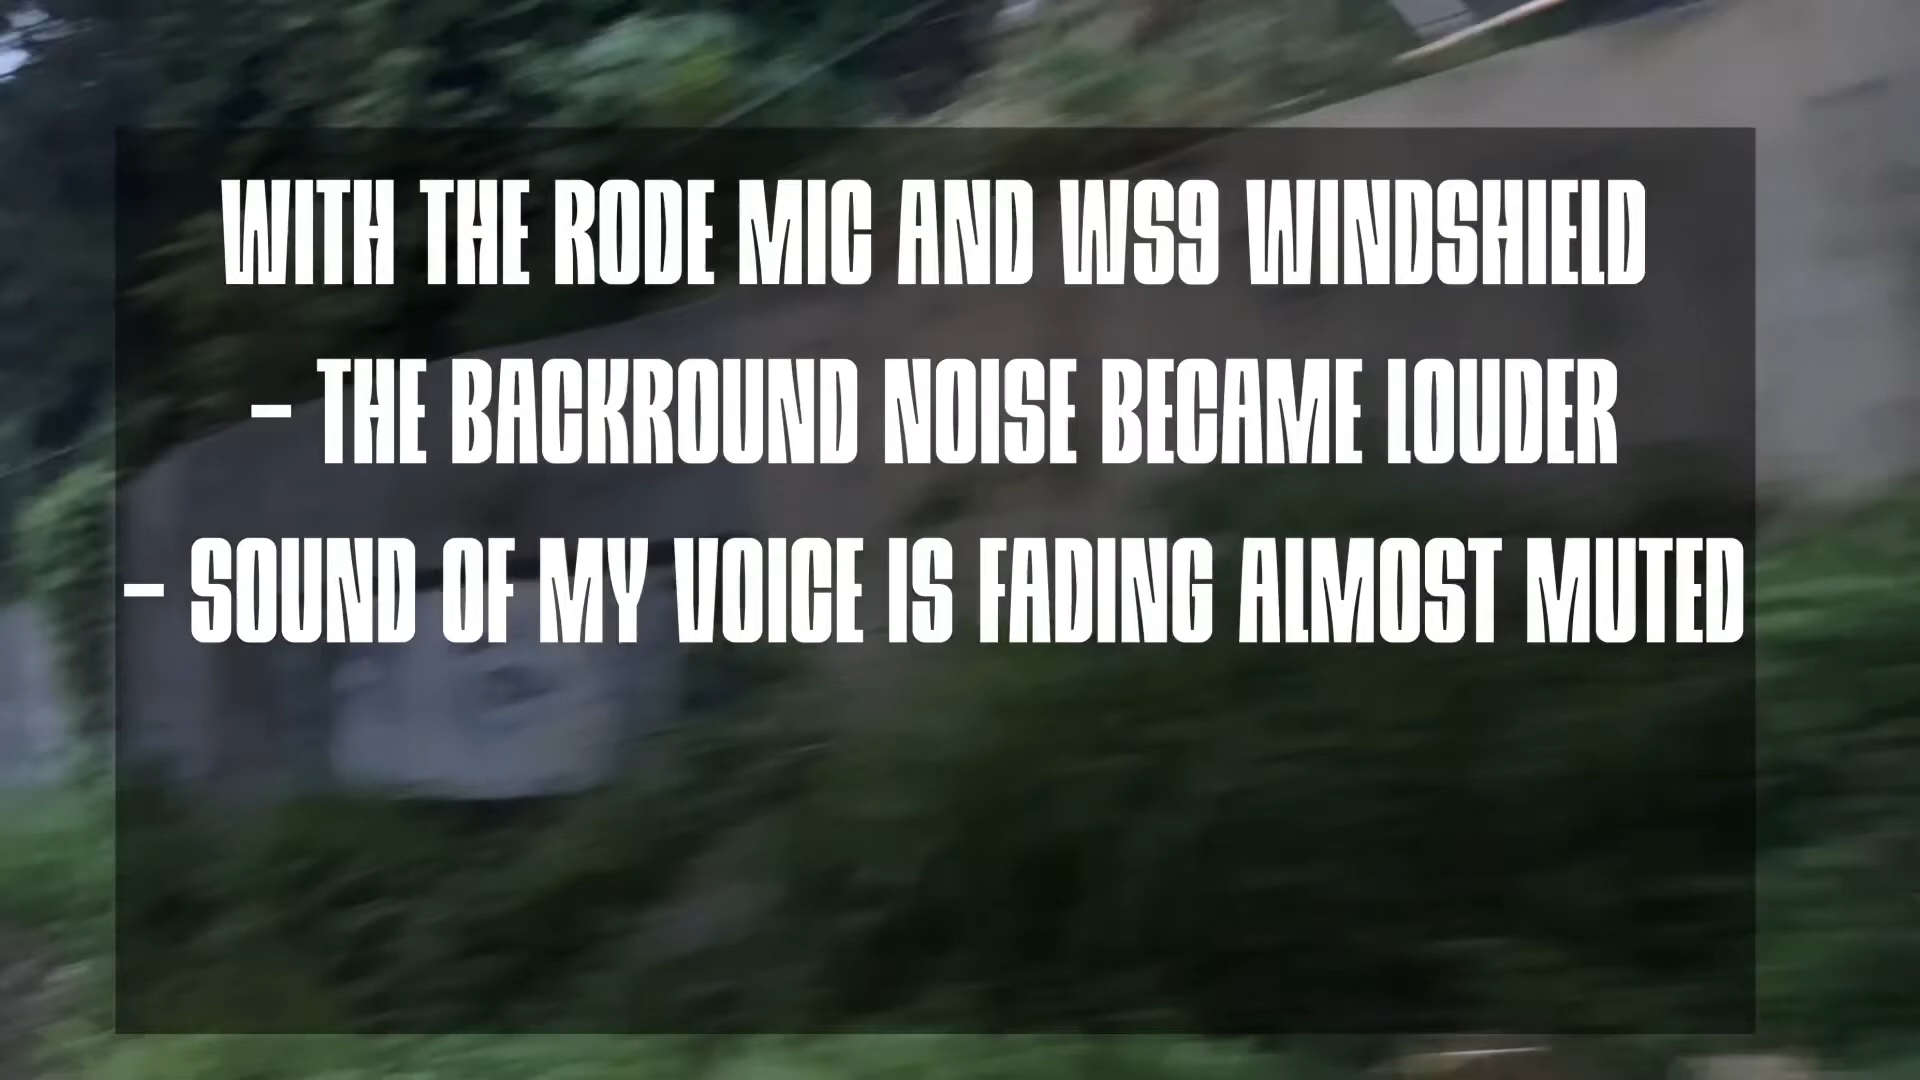 WITH THE RODE MIC AND WS9 WINDSHIELD
- THE BACKROUND NOISE BECAME LOUDER
- SOUND OF MY VOICE IS FADING ALMOST MUTED